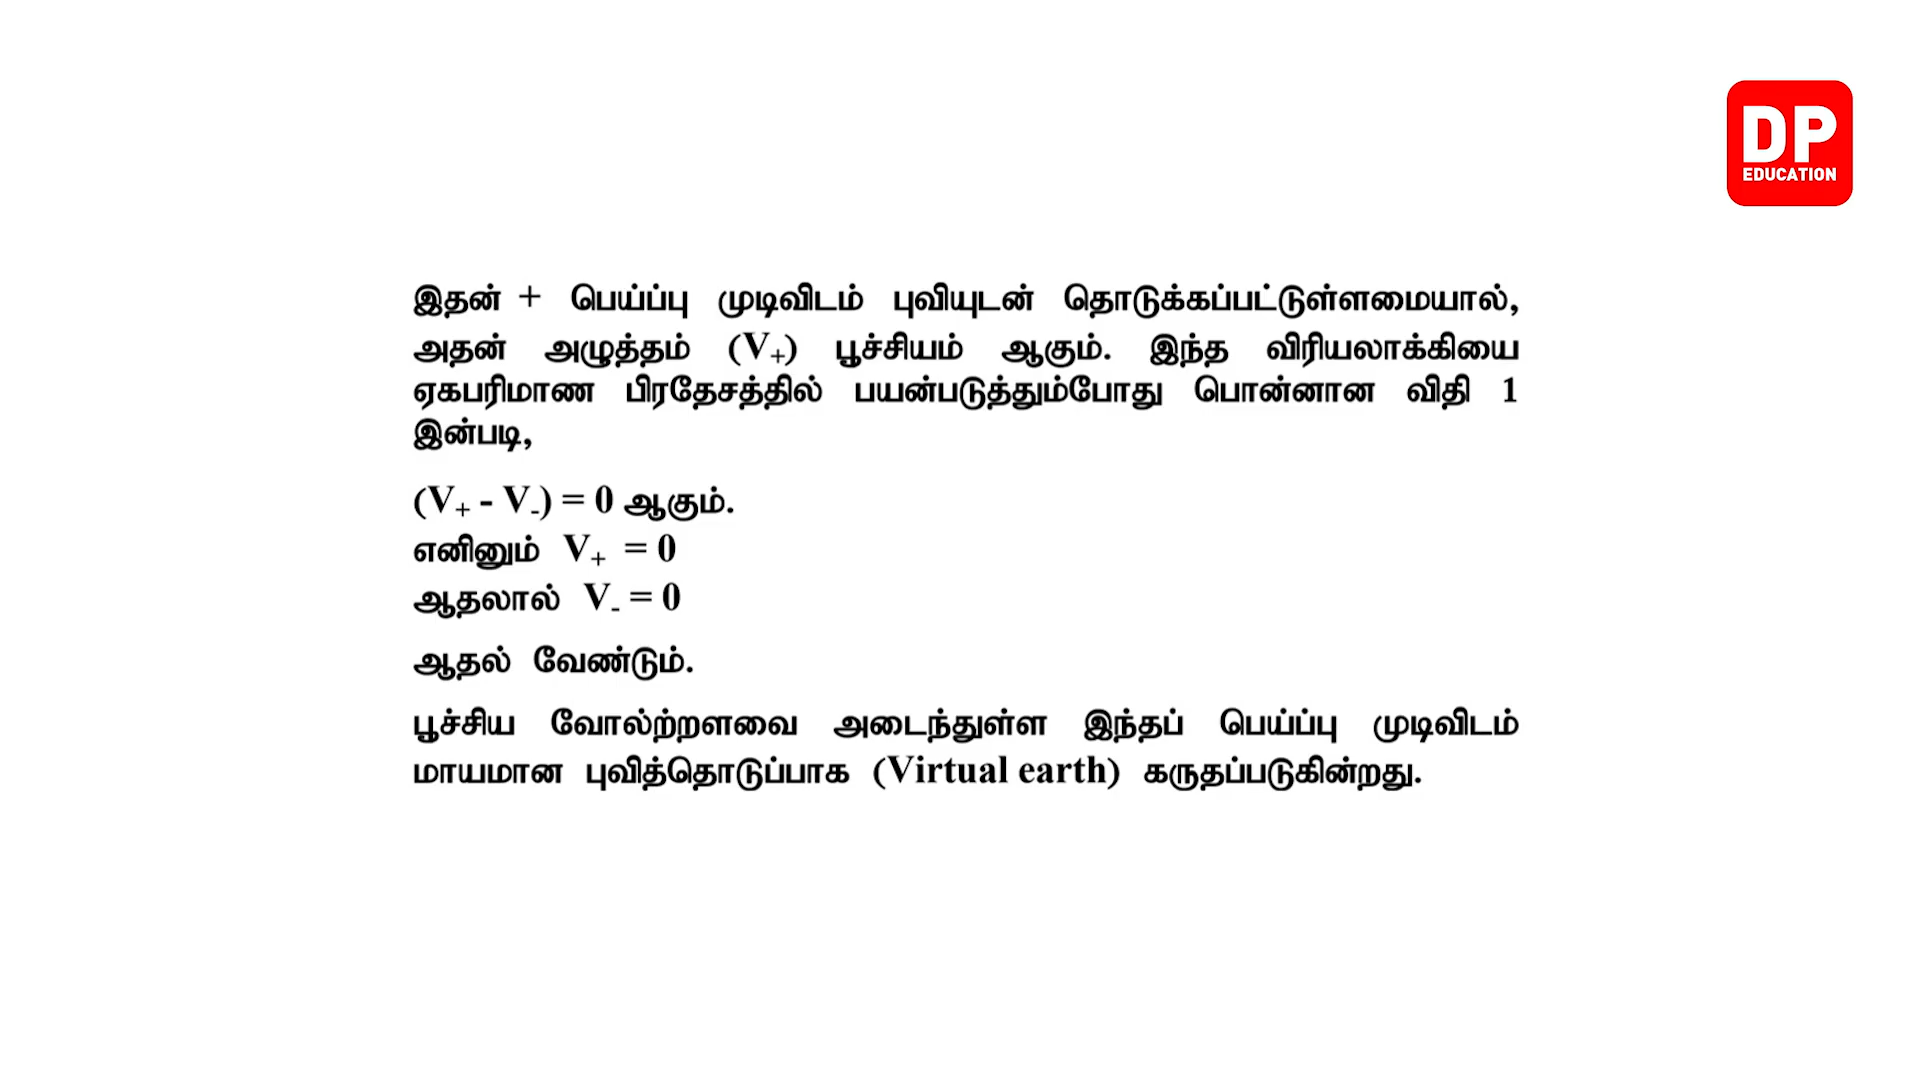 DP
EDUCATION
இதன் + பெய்ப்பு முடிவிடம் புவியுடன் தொடுக்கப்பட்டுள்ளமையால்,
அதன் அழுத்தம் (V₊) பூச்சியம் ஆகும். இந்த விரியலாக்கியை
ஏகபரிமாண பிரதேசத்தில் பயன்படுத்தும்போது பொன்னான விதி 1
இன்படி,
(V₊ - V₋) = 0 ஆகும்.
எனினும் V₊ = 0
ஆதலால் V₋ = 0
ஆதல் வேண்டும்.
பூச்சிய வோல்ற்றளவை அடைந்துள்ள இந்தப் பெய்ப்பு முடிவிடம்
மாயமான புவித்தொடுப்பாக (Virtual earth) கருதப்படுகின்றது.